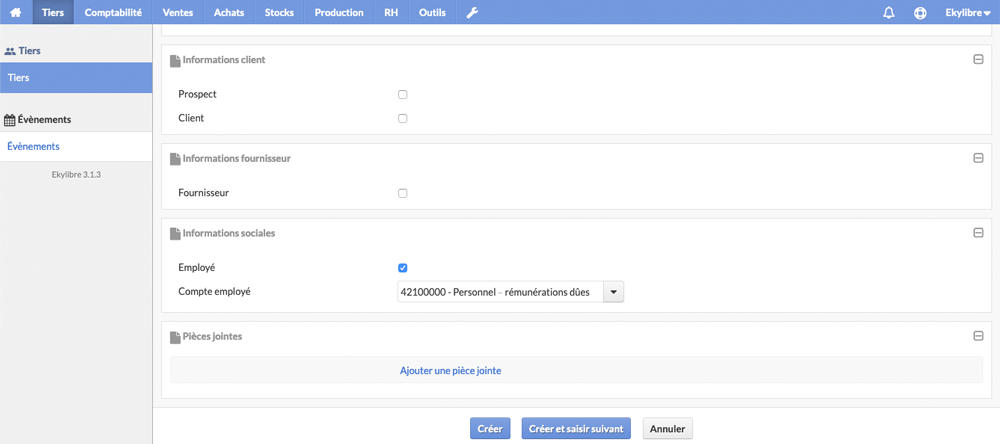 Tiers Comptabilité Ventes Achats Stocks Production RH Outils Ekylibre
Tiers
Tiers
Évènements
Évènements
Ekylibre 3.1.3
Informations client
Prospect
Client
Informations fournisseur
Fournisseur
Informations sociales
Employé
Compte employé 42100000 - Personnel – rémunérations dûes
Pièces jointes
Ajouter une pièce jointe
Créer Créer et saisir suivant Annuler